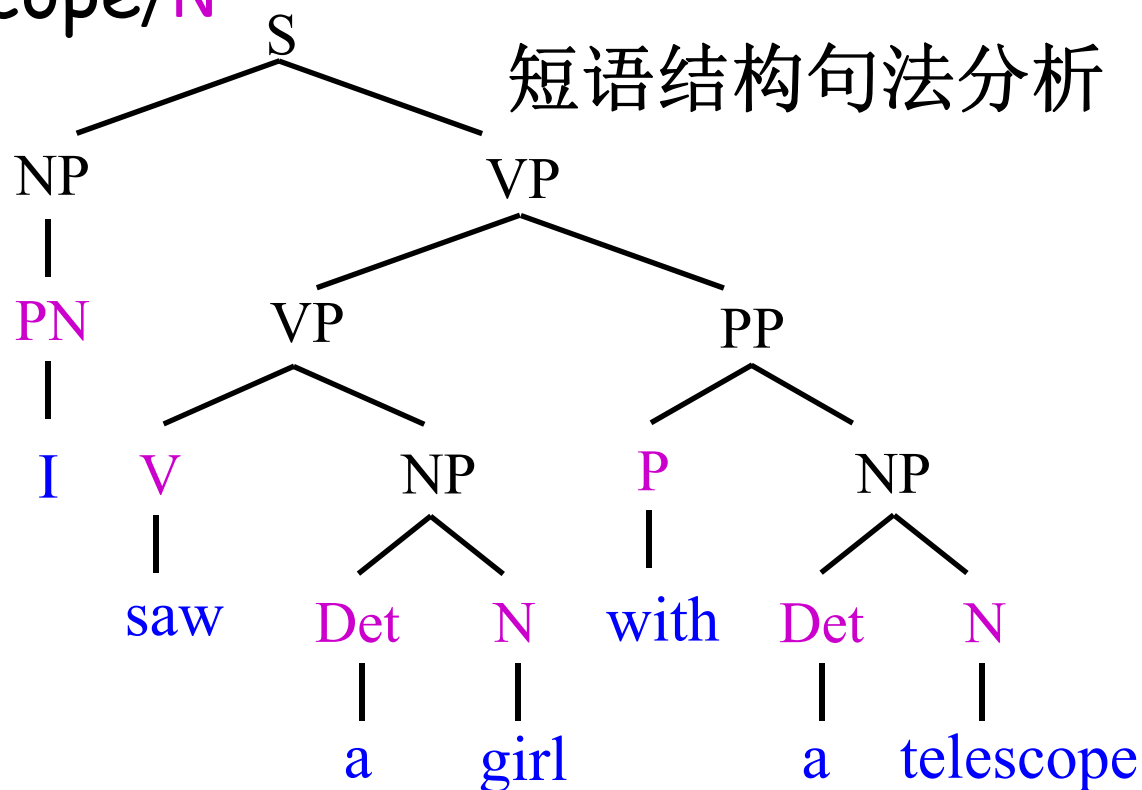 cope/N
S
短语结构句法分析
NP VP
PN VP PP
I V NP P NP
saw Det N with Det N
a girl a telescope